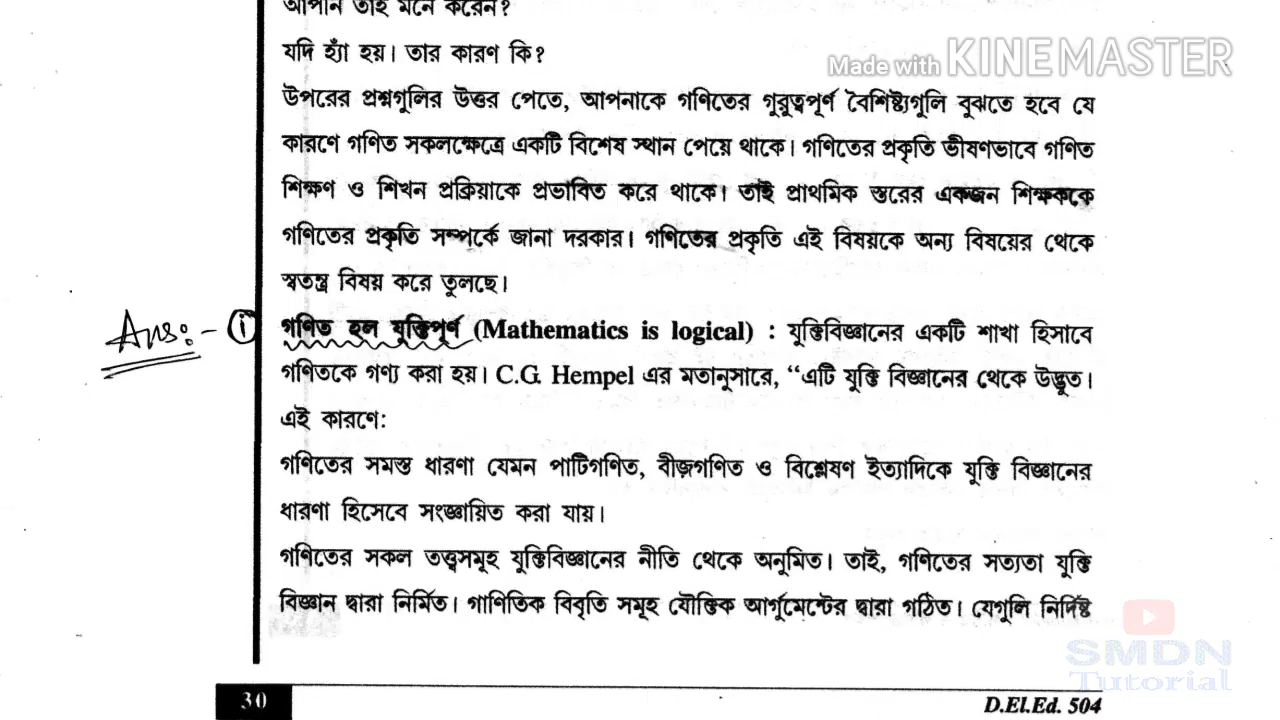 আপনি তাই মনে করেন?
যদি হ্যাঁ হয়। তার কারণ কি?
Made with KINEMASTER
উপরের প্রশ্নগুলির উত্তর পেতে, আপনাকে গণিতের গুরুত্বপূর্ণ বৈশিষ্ট্যগুলি বুঝতে হবে যে
কারণে গণিত সকলক্ষেত্রে একটি বিশেষ স্থান পেয়ে থাকে। গণিতের প্রকৃতি ভীষণভাবে গণিত
শিক্ষণ ও শিখন প্রক্রিয়াকে প্রভাবিত করে থাকে। তাই প্রাথমিক স্তরের একজন শিক্ষককে
গণিতের প্রকৃতি সম্পর্কে জানা দরকার। গণিতের প্রকৃতি এই বিষয়কে অন্য বিষয়ের থেকে
স্বতন্ত্র বিষয় করে তুলছে।
Ans:- (i) গণিত হল যুক্তিপূর্ণ (Mathematics is logical) : যুক্তিবিজ্ঞানের একটি শাখা হিসাবে
গণিতকে গণ্য করা হয়। C.G. Hempel এর মতানুসারে, “এটি যুক্তি বিজ্ঞানের থেকে উদ্ভূত।
এই কারণে:
গণিতের সমস্ত ধারণা যেমন পাটিগণিত, বীজগণিত ও বিশ্লেষণ ইত্যাদিকে যুক্তি বিজ্ঞানের
ধারণা হিসেবে সংজ্ঞায়িত করা যায়।
গণিতের সকল তত্ত্বসমূহ যুক্তিবিজ্ঞানের নীতি থেকে অনুমিত। তাই, গণিতের সত্যতা যুক্তি
বিজ্ঞান দ্বারা নির্মিত। গাণিতিক বিবৃতি সমূহ যৌক্তিক আর্গুমেন্টের দ্বারা গঠিত। যেগুলি নির্দিষ্ট
SMDN
Tutorial
30
D.El.Ed. 504